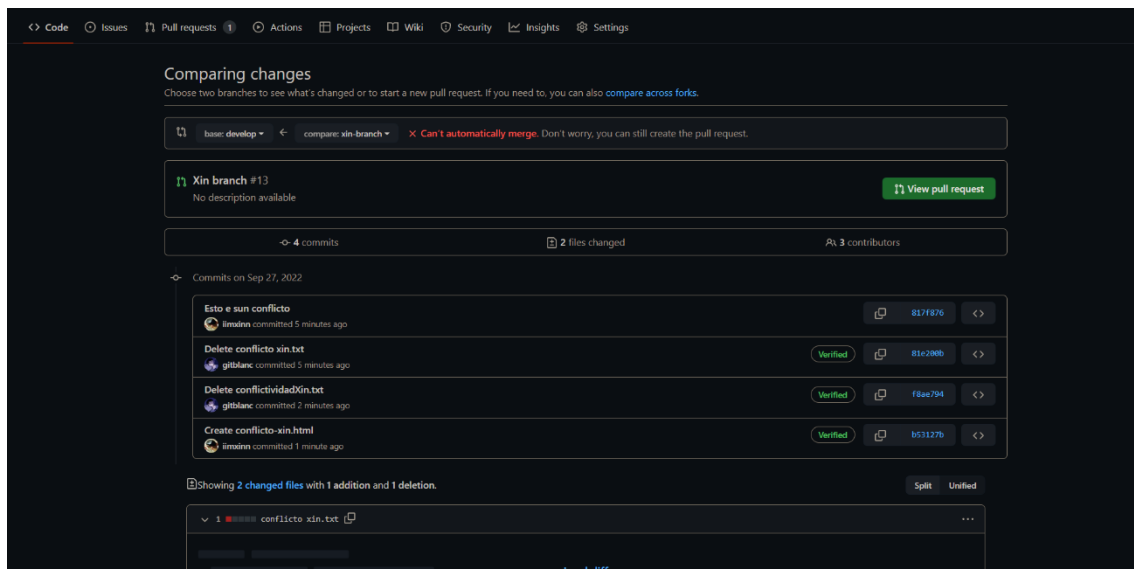 Code Issues Pull requests 1 Actions Projects Wiki Security Insights Settings
Comparing changes
Choose two branches to see what's changed or to start a new pull request. If you need to, you can also compare across forks.
base: develop compare: xin-branch Can't automatically merge. Don't worry, you can still create the pull request.
Xin branch #13
View pull request
No description available
4 commits 2 files changed 3 contributors
Commits on Sep 27, 2022
Esto e sun conflicto
iimxinn committed 5 minutes ago
817f876
Delete conflicto xin.txt
gitblanc committed 5 minutes ago
Verified 81e200b
Delete conflictividadXin.txt
gitblanc committed 2 minutes ago
Verified f8ae794
Create conflicto-xin.html
iimxinn committed 1 minute ago
Verified b53127b
Showing 2 changed files with 1 addition and 1 deletion.
Split Unified
1 conflicto xin.txt